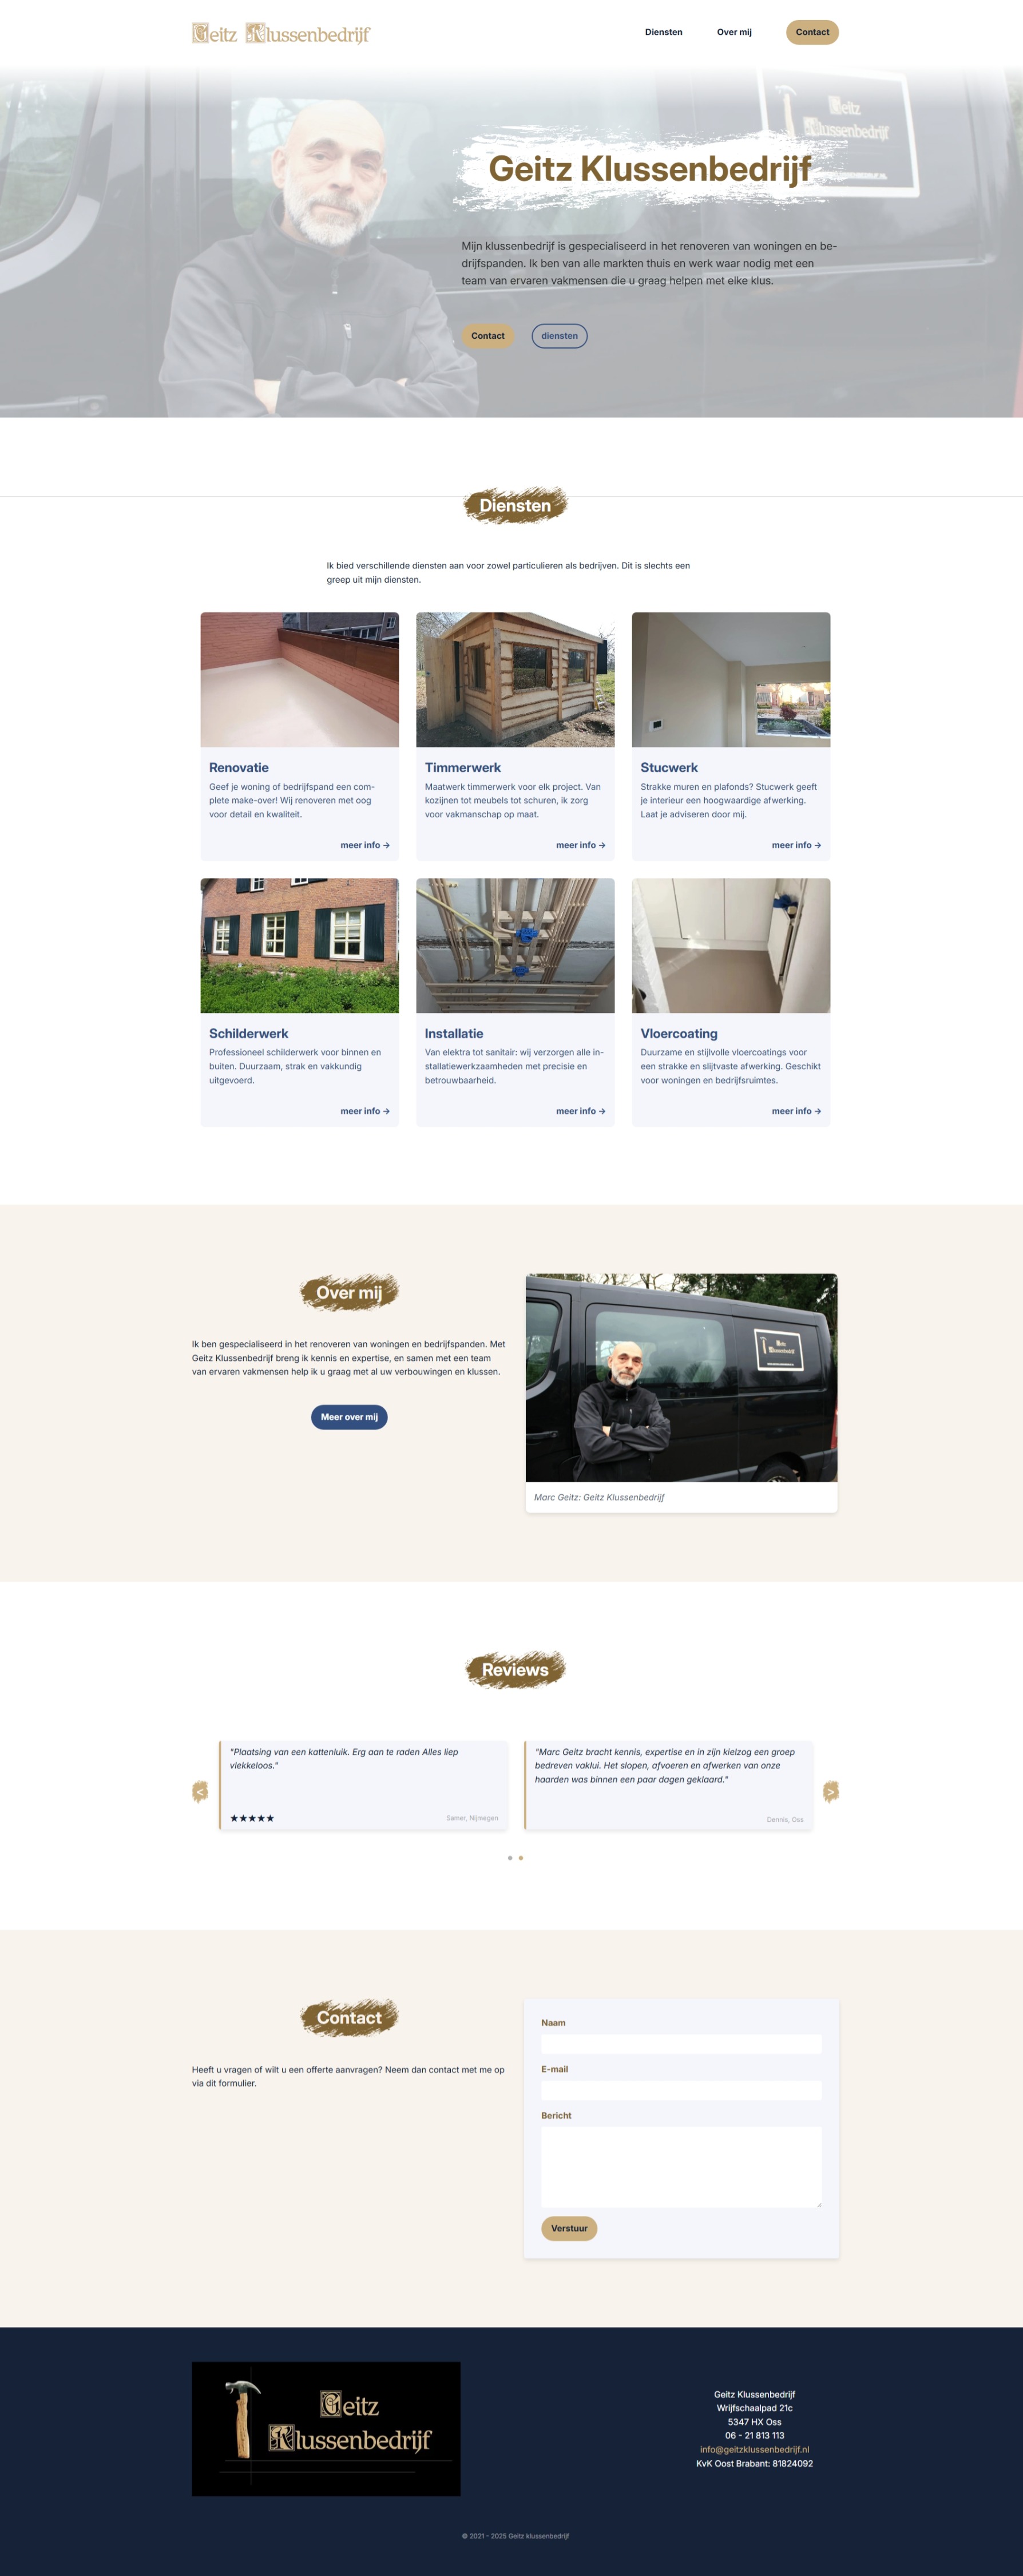 Geitz Klussenbedrijf
Diensten
Over mij
Contact
Geitz
Klussenbedrijf
Geitz Klussenbedrijf
Mijn klussenbedrijf is gespecialiseerd in het renoveren van woningen en be-
drijfspanden. Ik ben van alle markten thuis en werk waar nodig met een
team van ervaren vakmensen die u graag helpen met elke klus.
Contact
diensten
Diensten
Ik bied verschillende diensten aan voor zowel particulieren als bedrijven. Dit is slechts een
greep uit mijn diensten.
Renovatie
Geef je woning of bedrijfspand een com-
plete make-over! Wij renoveren met oog
voor detail en kwaliteit.
meer info →
Timmerwerk
Maatwerk timmerwerk voor elk project. Van
kozijnen tot meubels tot schuren, ik zorg
voor vakmanschap op maat.
meer info →
Stucwerk
Strakke muren en plafonds? Stucwerk geeft
je interieur een hoogwaardige afwerking.
Laat je adviseren door mij.
meer info →
Schilderwerk
Professioneel schilderwerk voor binnen en
buiten. Duurzaam, strak en vakkundig
uitgevoerd.
meer info →
Installatie
Van elektra tot sanitair: wij verzorgen alle in-
stallatiewerkzaamheden met precisie en
betrouwbaarheid.
meer info →
Vloercoating
Duurzame en stijlvolle vloercoatings voor
een strakke en slijtvaste afwerking. Geschikt
voor woningen en bedrijfsruimtes.
meer info →
Over mij
Ik ben gespecialiseerd in het renoveren van woningen en bedrijfspanden. Met
Geitz Klussenbedrijf breng ik kennis en expertise, en samen met een team
van ervaren vakmensen help ik u graag met al uw verbouwingen en klussen.
Meer over mij
Geitz
Klussenbedrijf
Marc Geitz: Geitz Klussenbedrijf
Reviews
"Plaatsing van een kattenluik. Erg aan te raden Alles liep
vlekkeloos."
★★★★★
Samer, Nijmegen
"Marc Geitz bracht kennis, expertise en in zijn kielzog een groep
bedreven vaklui. Het slopen, afvoeren en afwerken van onze
haarden was binnen een paar dagen geklaard."
Dennis, Oss
<
>
Contact
Heeft u vragen of wilt u een offerte aanvragen? Neem dan contact met me op
via dit formulier.
Naam
E-mail
Bericht
Verstuur
Geitz
Klussenbedrijf
Geitz Klussenbedrijf
Wrijfschaalpad 21c
5347 HX Oss
06 - 21 813 113
info@geitzklussenbedrijf.nl
KvK Oost Brabant: 81824092
© 2021 - 2025 Geitz klussenbedrijf